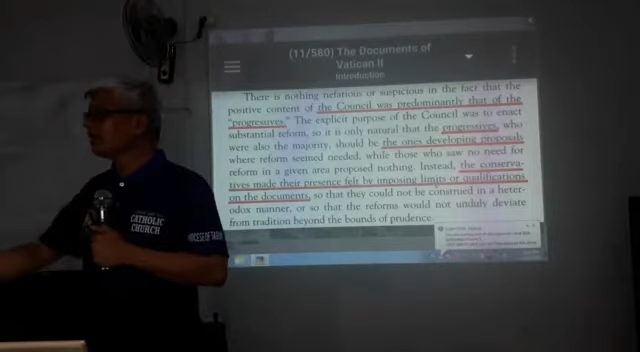 (11/580) The Documents of
Vatican II
Introduction
There is nothing nefarious or suspicious in the fact that the
positive content of the Council was predominantly that of the
"progressives." The explicit purpose of the Council was to enact
substantial reform, so it is only natural that the progressives, who
were also the majority, should be the ones developing proposals
where reform seemed needed, while those who saw no need for
reform in a given area proposed nothing. Instead, the conserva-
tives made their presence felt by imposing limits or qualifications
on the documents, so that they could not be construed in a heter-
odox manner, or so that the reforms would not unduly deviate
from tradition beyond the bounds of prudence.
CATHOLIC
CHURCH
DIOCESE OF